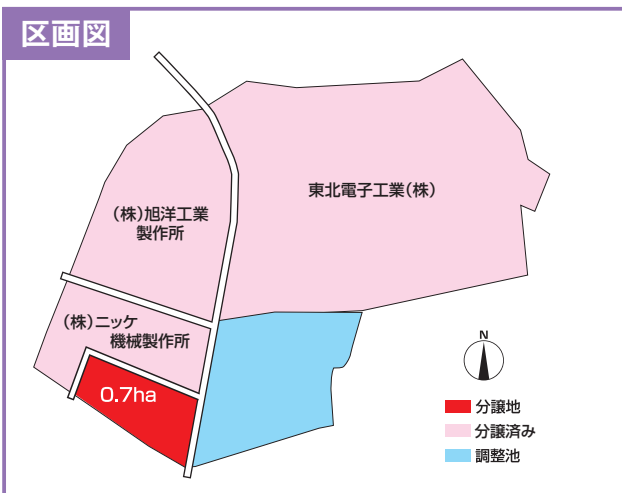 区画図
東北電子工業(株)
(株)旭洋工業
製作所
(株)ニッケ
機械製作所
0.7ha
N
分譲地
分譲済み
調整池